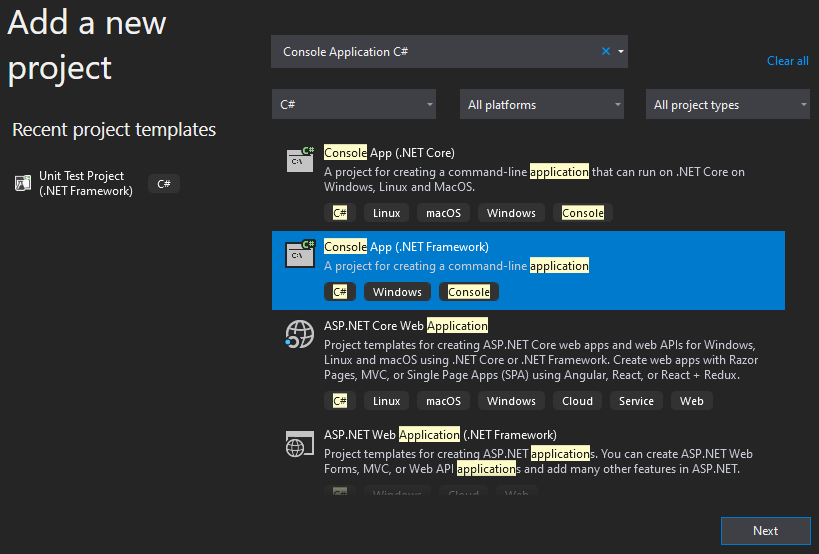 Add a new
project
Recent project templates
Unit Test Project
(.NET Framework)
C#
Console Application C#
Clear all
C#
All platforms
All project types
C#
C:\
Console App (.NET Core)
A project for creating a command-line application that can run on .NET Core on
Windows, Linux and MacOS.
C# Linux macOS Windows Console
C#
C:\
Console App (.NET Framework)
A project for creating a command-line application
C# Windows Console
ASP.NET Core Web Application
Project templates for creating ASP.NET Core web apps and web APIs for Windows,
Linux and macOS using .NET Core or .NET Framework. Create web apps with Razor
Pages, MVC, or Single Page Apps (SPA) using Angular, React, or React + Redux.
C# Linux macOS Windows Cloud Service Web
ASP.NET Web Application (.NET Framework)
Project templates for creating ASP.NET applications. You can create ASP.NET Web
Forms, MVC, or Web API applications and add many other features in ASP.NET.
C# Windows Cloud Web
Next